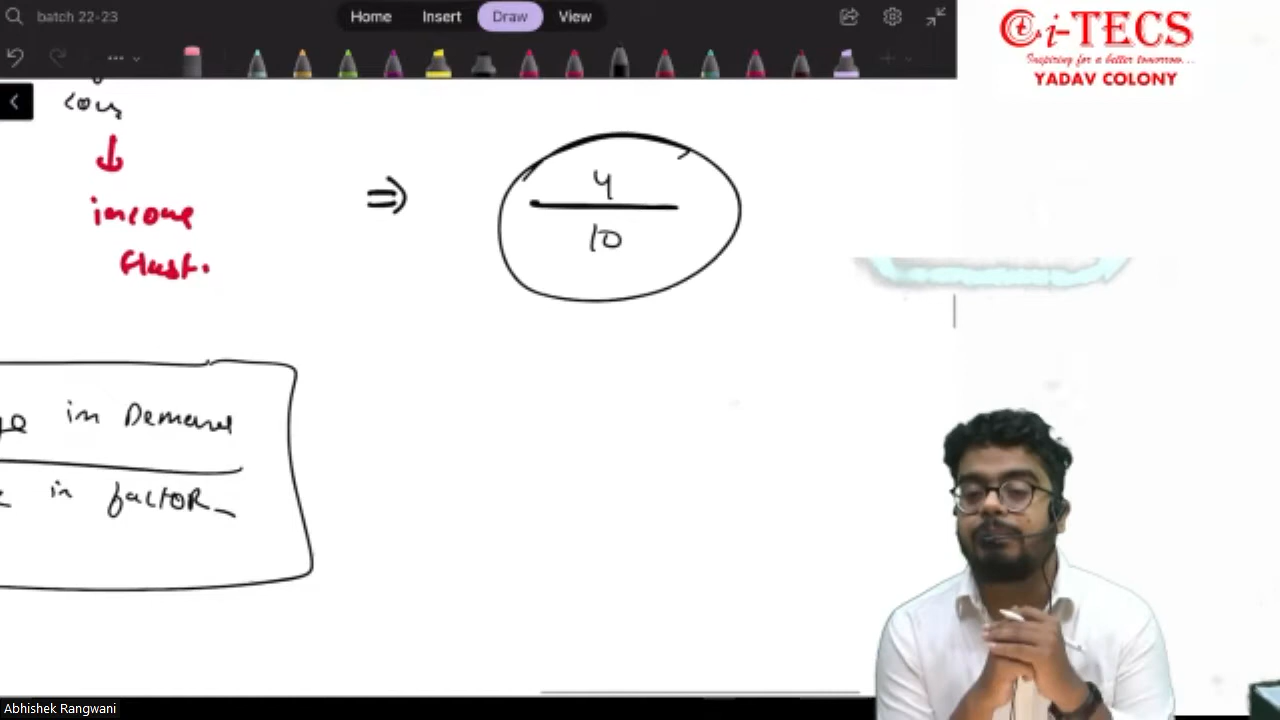 batch 22-23
Home Insert Draw View
i-TECS
Inspiring for a better tomorrow...
YADAV COLONY
↓
income
Elast.
⇒ 4
10
in Demand
in factor
Abhishek Rangwani